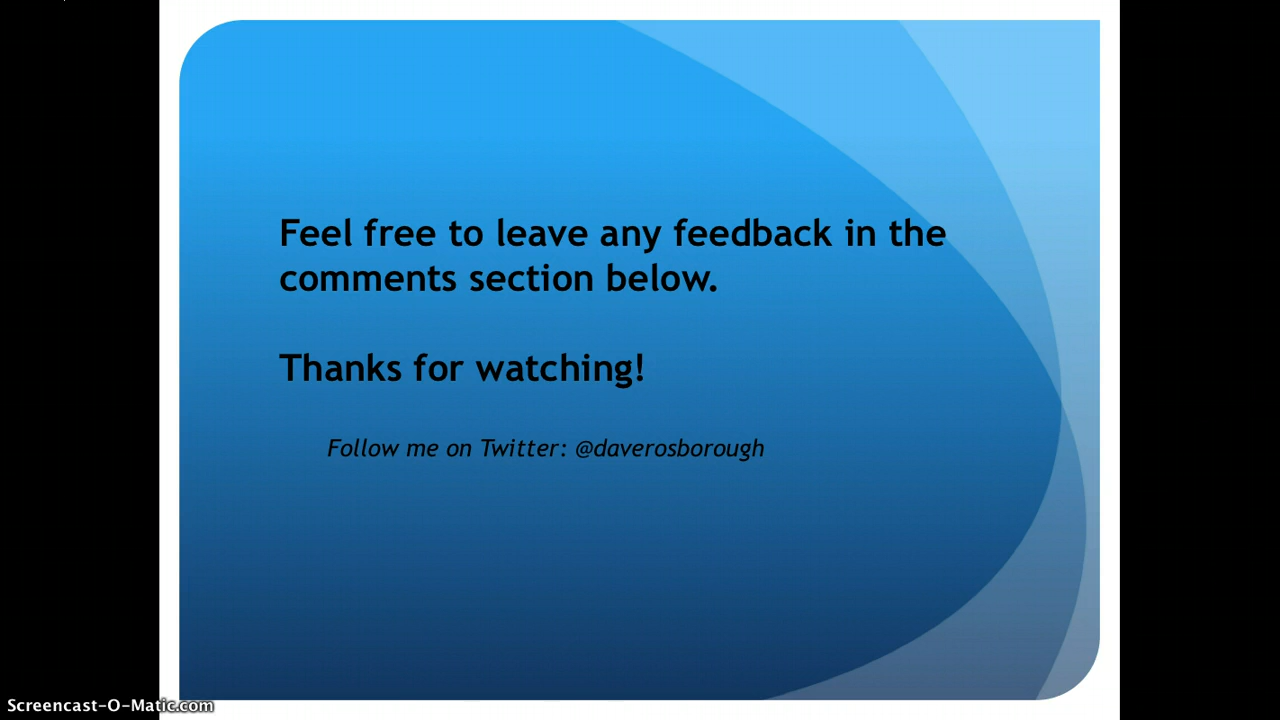 Feel free to leave any feedback in the
comments section below.
Thanks for watching!
Follow me on Twitter: @daverosborough
Screencast-O-Matic.com